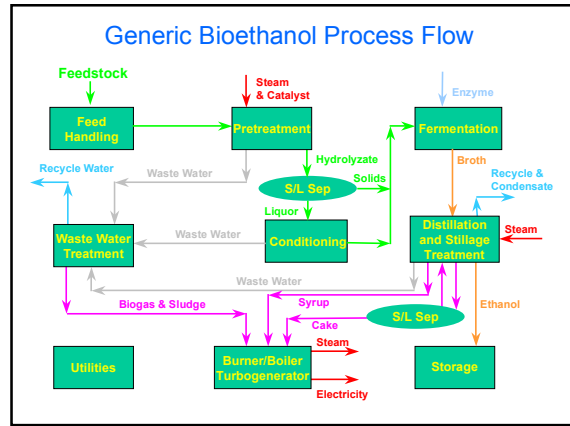 Generic Bioethanol Process Flow
Feedstock
Steam
& Catalyst
Enzyme
Feed
Handling
Pretreatment
Fermentation
Recycle Water
Waste Water
Hydrolyzate
Solids
Broth
Recycle &
Condensate
S/L Sep
Liquor
Waste Water
Treatment
Waste Water
Conditioning
Distillation
and Stillage
Treatment
Steam
Waste Water
Biogas & Sludge
Syrup
S/L Sep
Ethanol
Cake
Utilities
Burner/Boiler
Turbogenerator
Steam
Electricity
Storage